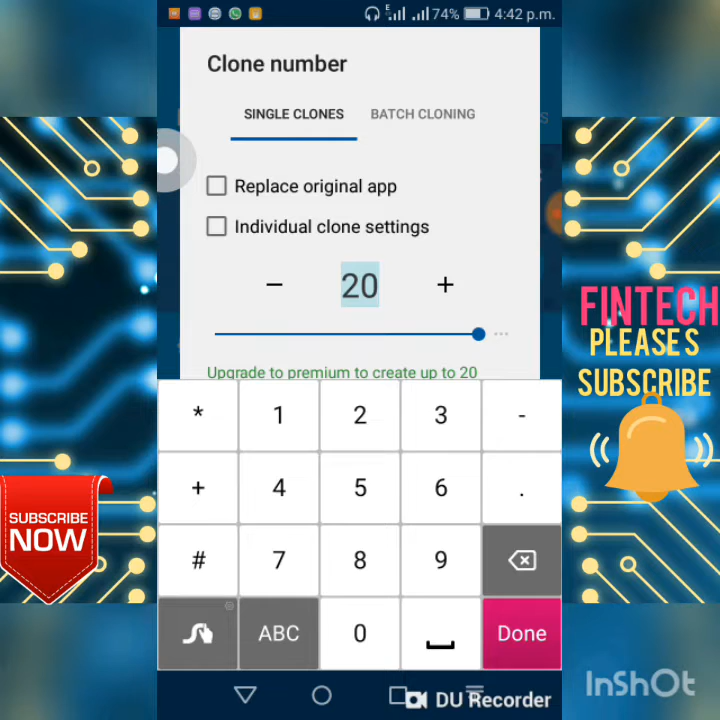 E
74%
4:42 p.m.
Clone number
SINGLE CLONES
BATCH CLONING
S
Replace original app
Individual clone settings
− 20 +
Upgrade to premium to create up to 20
FINTECH
PLEASE S
SUBSCRIBE
SUBSCRIBE
NOW
* 1 2 3 -
+ 4 5 6 .
# 7 8 9
ABC 0 Done
DU Recorder
InShOt